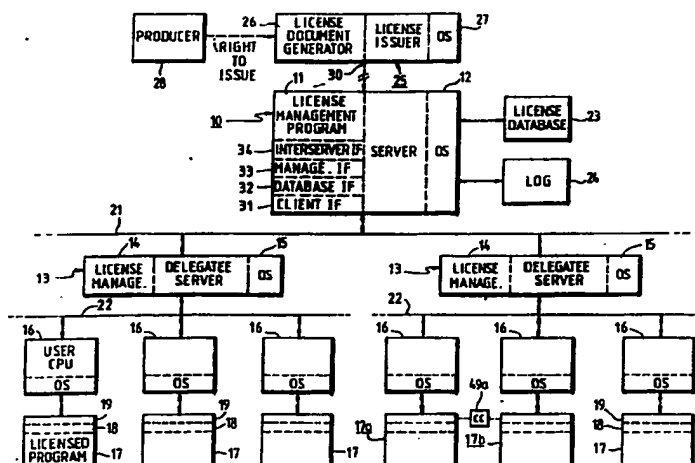 26 LICENSE DOCUMENT GENERATOR LICENSE ISSUER OS 27
PRODUCER
RIGHT TO ISSUE
28
30
25
11
12
10
LICENSE MANAGEMENT PROGRAM
SERVER
OS
LICENSE DATABASE 23
34 INTERSERVER IF
33 MANAGE. IF
32 DATABASE IF
31 CLIENT IF
LOG 24
21
14 15 14 15
13 LICENSE MANAGE. DELEGATEE SERVER OS 13 LICENSE MANAGE. DELEGATEE SERVER OS
22 22
16 16 16 16 16 16
USER CPU
OS OS OS OS OS OS
49a
CC
19 19 19
18 18 17a 17b 18
LICENSED PROGRAM 17 17 17 17